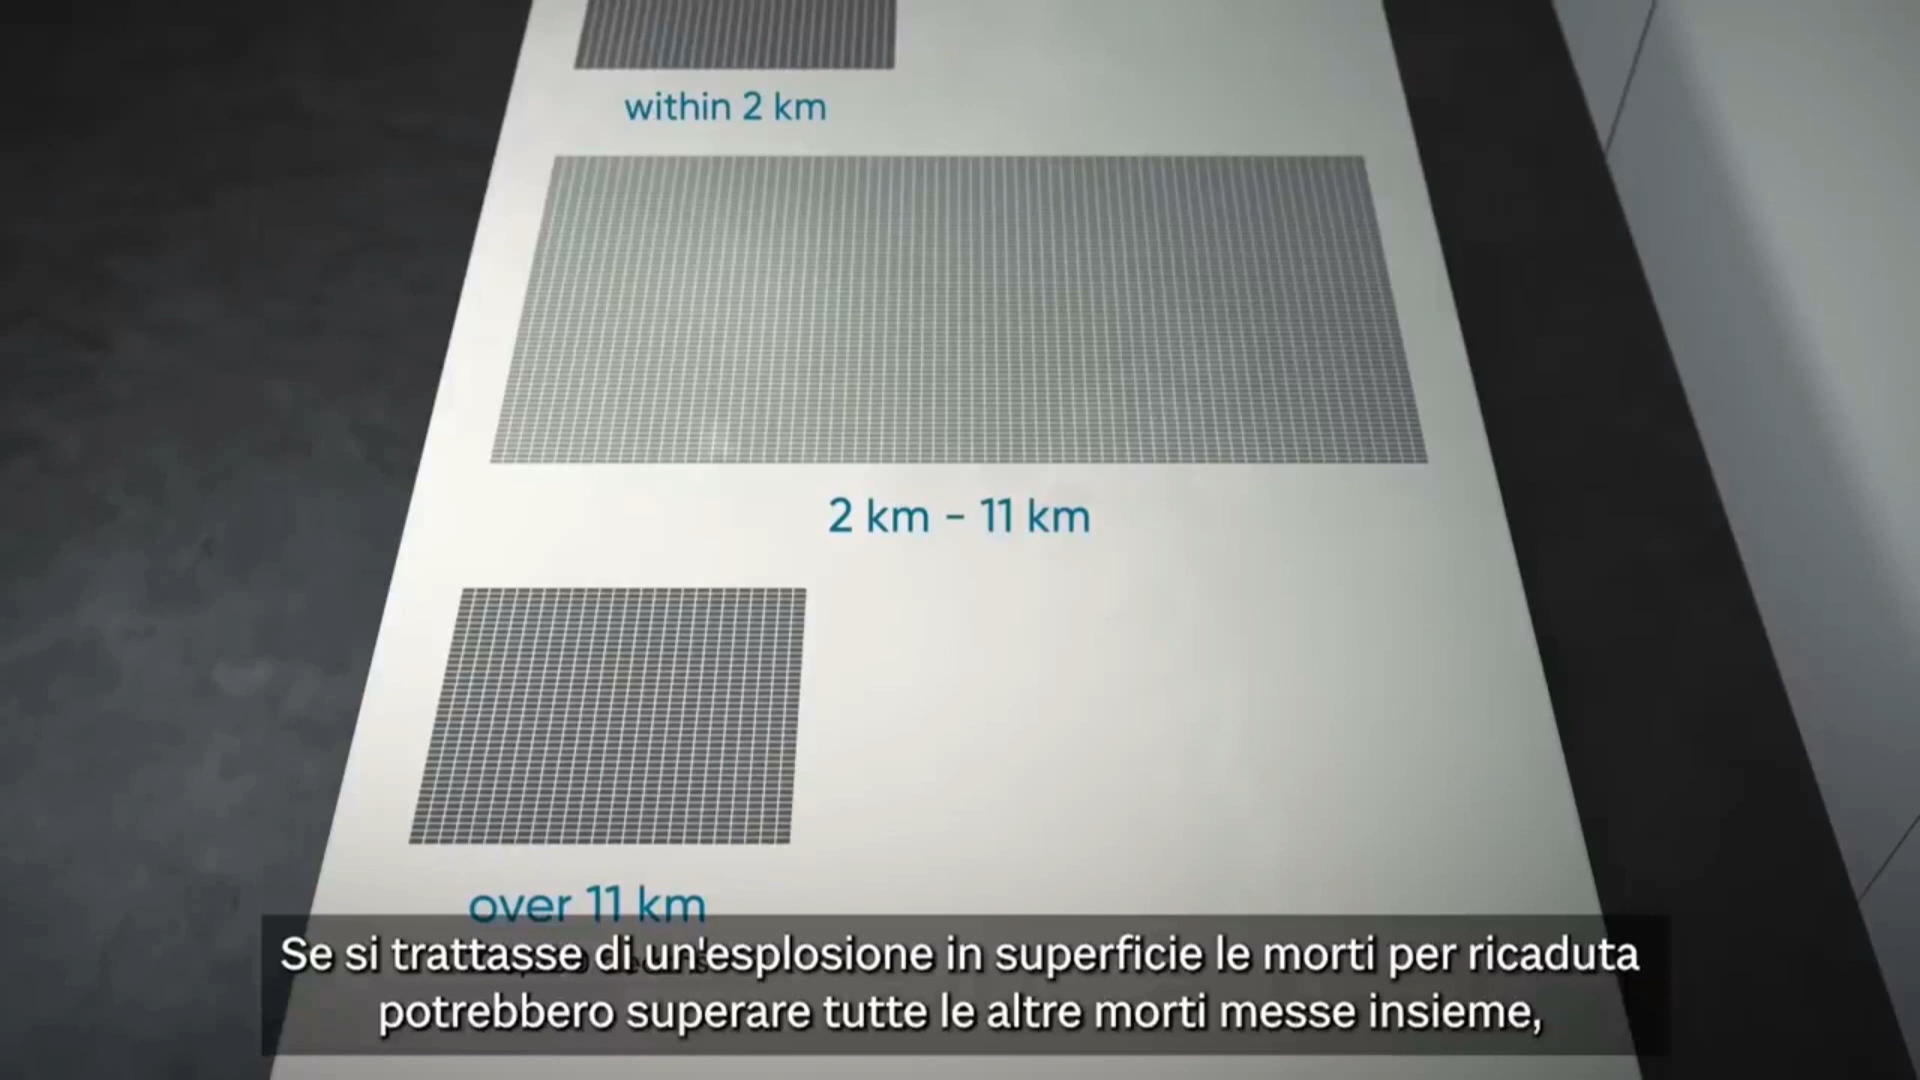 within 2 km
2 km - 11 km
over 11 km
Se si trattasse di un'esplosione in superficie le morti per ricaduta
potrebbero superare tutte le altre morti messe insieme,